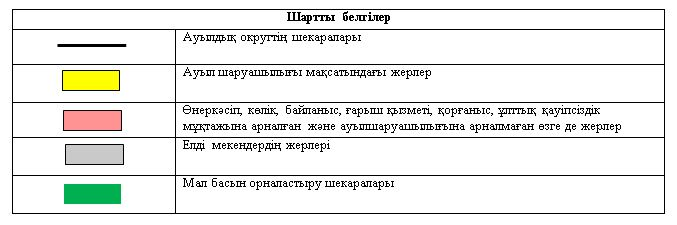 Шартты белгілер
Ауылдық округтің шекаралары
Ауыл шаруашылығы мақсатындағы жерлер
Өнеркәсіп, көлік, байланыс, ғарыш қызметі, қорғаныс, ұлттық қауіпсіздік
мұқтажына арналған және ауылшаруашылығына арналмаған өзге де жерлер
Елді мекендердің жерлері
Мал басын орналастыру шекаралары